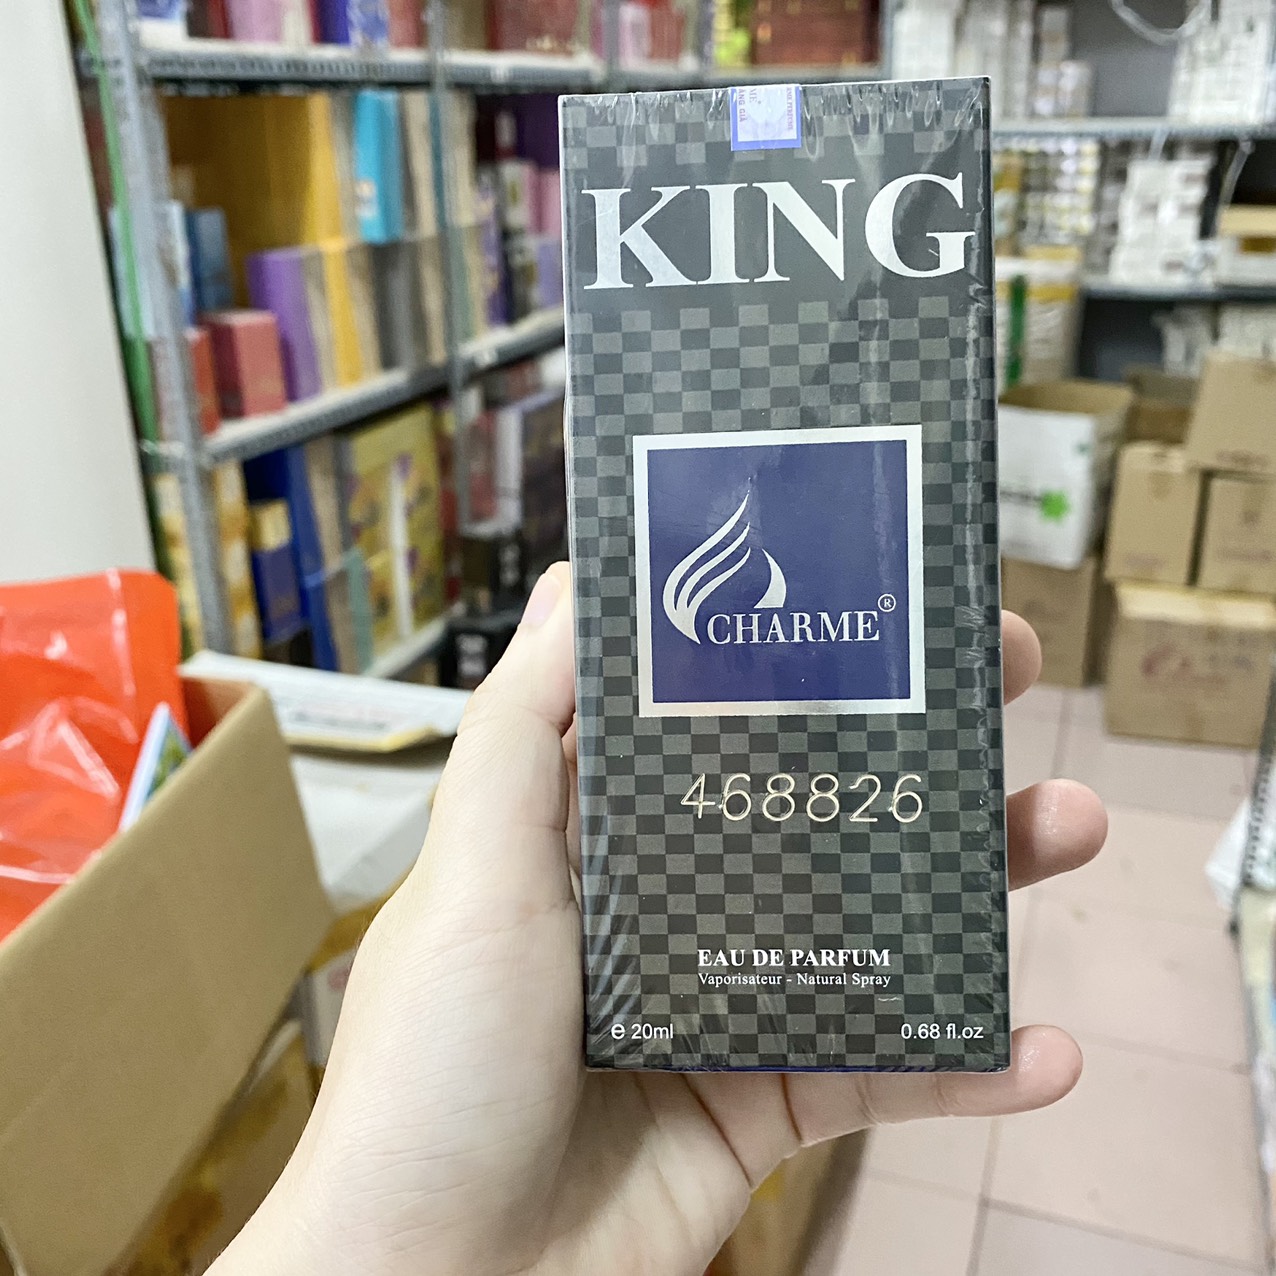 KING
CHARME®
468826
EAU DE PARFUM
Vaporisateur - Natural Spray
℮ 20ml
0.68 fl.oz